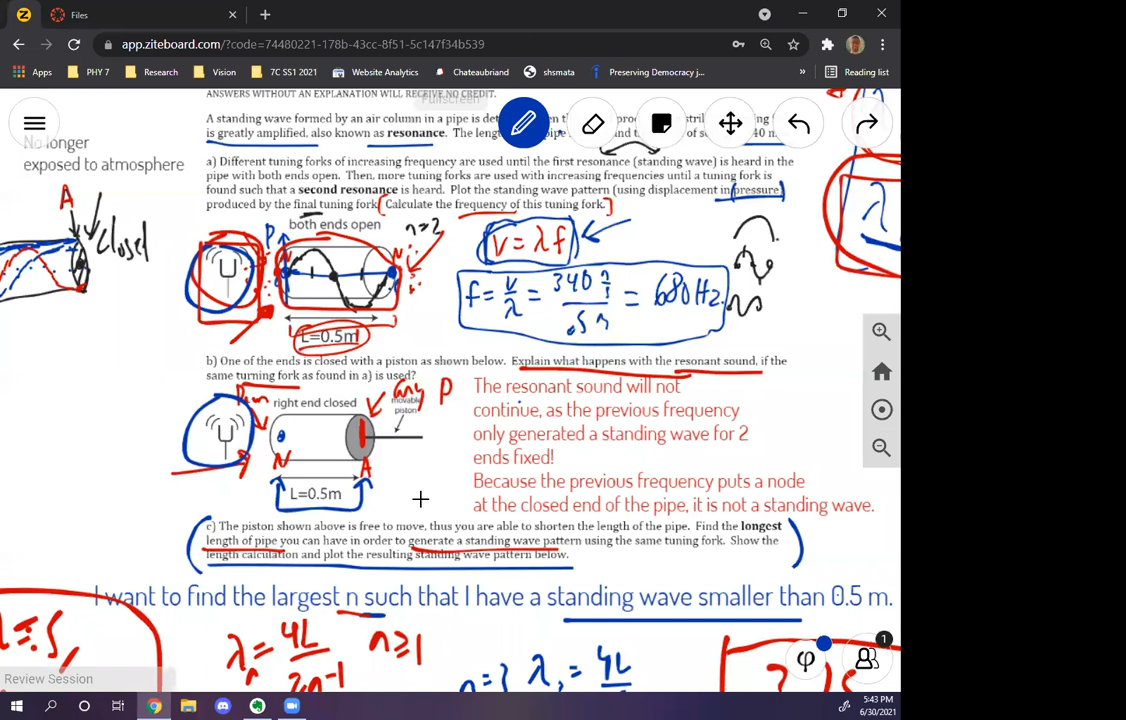 Files
app.ziteboard.com/?code=74480221-178b-43cc-8f51-5c147f34b539
Apps PHY 7 Research Vision 7C SS1 2021 Website Analytics Chateaubriand shsmata Preserving Democracy j... Reading list
ANSWERS WITHOUT AN EXPLANATION WILL RECEIVE NO CREDIT.
Fullscreen
A standing wave formed by an air column in a pipe is
is greatly amplified, also known as resonance. The
No longer
exposed to atmosphere
a) Different tuning forks of increasing frequency are used until the first resonance (standing wave) is heard in the
pipe with both ends open. Then, more tuning forks are used with increasing frequencies until a tuning fork is
found such that a second resonance is heard. Plot the standing wave pattern (using displacement in pressure)
produced by the final tuning fork. Calculate the frequency of this tuning fork.
A
closed
both ends open
n=2
P
N
N
v = λf
λ
f = v/λ = 340 m/s / .5 m = 680 Hz
L=0.5m
b) One of the ends is closed with a piston as shown below. Explain what happens with the resonant sound, if the
same turning fork as found in a) is used?
right end closed
any P
movable
piston
The resonant sound will not
continue, as the previous frequency
only generated a standing wave for 2
ends fixed!
Because the previous frequency puts a node
at the closed end of the pipe, it is not a standing wave.
N
A
L=0.5m
c) The piston shown above is free to move, thus you are able to shorten the length of the pipe. Find the longest
length of pipe you can have in order to generate a standing wave pattern using the same tuning fork. Show the
length calculation and plot the resulting standing wave pattern below.
I want to find the largest n such that I have a standing wave smaller than 0.5 m.
λn = 4L / 2n-1
n≥1
Review Session
φ
1
5:43 PM
6/30/2021